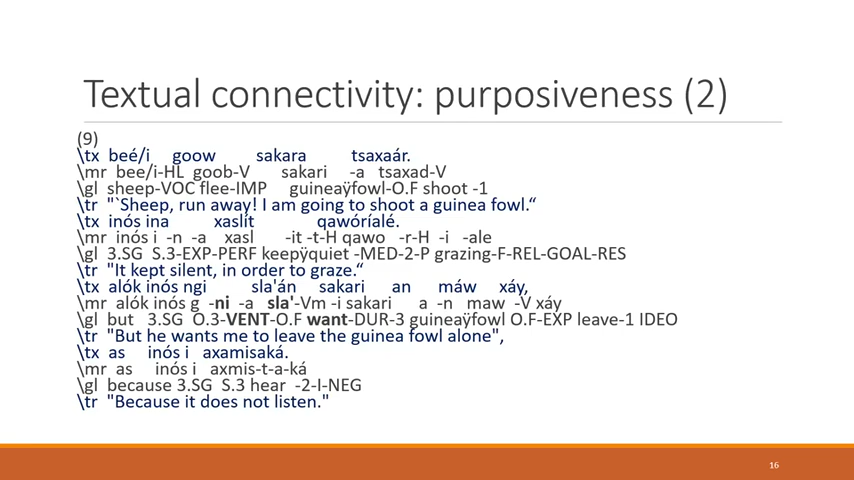 Textual connectivity: purposiveness (2)
(9)
\tx beé/i goow sakara tsaxaár.
\mr bee/i-HL goob-V sakari -a tsaxad-V
\gl sheep-VOC flee-IMP guineaÿfowl-O.F shoot -1
\tr "`Sheep, run away! I am going to shoot a guinea fowl.“
\tx inós ina xaslít qawóríalé.
\mr inós i -n -a xasl -it -t-H qawo -r-H -i -ale
\gl 3.SG S.3-EXP-PERF keepÿquiet -MED-2-P grazing-F-REL-GOAL-RES
\tr "It kept silent, in order to graze.“
\tx alók inós ngi sla'án sakari an máw xáy,
\mr alók inós g -ni -a sla'-Vm -i sakari a -n maw -V xáy
\gl but 3.SG O.3-VENT-O.F want-DUR-3 guineaÿfowl O.F-EXP leave-1 IDEO
\tr "But he wants me to leave the guinea fowl alone",
\tx as inós i axamisaká.
\mr as inós i axmis-t-a-ká
\gl because 3.SG S.3 hear -2-I-NEG
\tr "Because it does not listen."
16